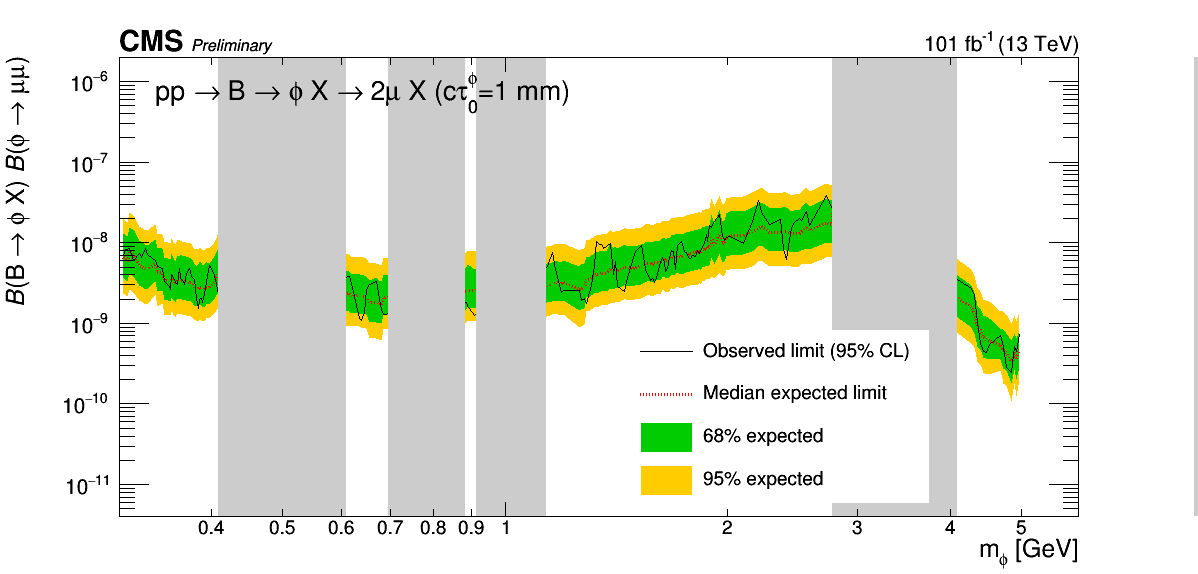 CMS Preliminary
101 fb⁻¹ (13 TeV)
B(B → ϕ X) B(ϕ → μμ)
pp → B → ϕ X → 2μ X (cτ₀^ϕ=1 mm)
10⁻⁶
10⁻⁷
10⁻⁸
10⁻⁹
10⁻¹⁰
10⁻¹¹
Observed limit (95% CL)
Median expected limit
68% expected
95% expected
0.4 0.5 0.6 0.7 0.8 0.9 1 2 3 4 5
m_ϕ [GeV]